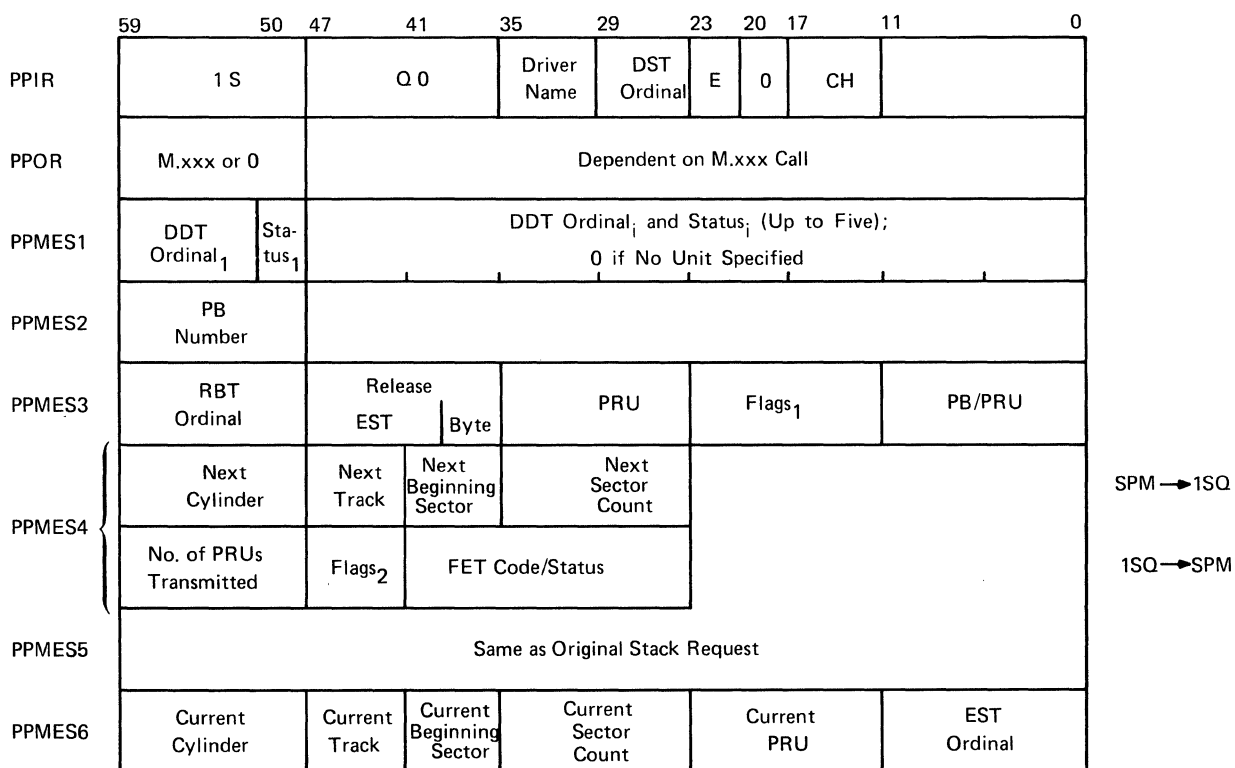 59 50 47 41 35 29 23 20 17 11 0
PPIR 1 S Q 0 Driver Name DST Ordinal E 0 CH
PPOR M.xxx or 0 Dependent on M.xxx Call
PPMES1 DDT Ordinal1 Sta- tus1 DDT Ordinali and Statusi (Up to Five);
0 if No Unit Specified
PPMES2 PB Number
PPMES3 RBT Ordinal Release EST Byte PRU Flags1 PB/PRU
PPMES4
Next Cylinder Next Track Next Beginning Sector Next Sector Count SPM→1SQ
No. of PRUs Transmitted Flags2 FET Code/Status 1SQ→SPM
PPMES5 Same as Original Stack Request
PPMES6 Current Cylinder Current Track Current Beginning Sector Current Sector Count Current PRU EST Ordinal